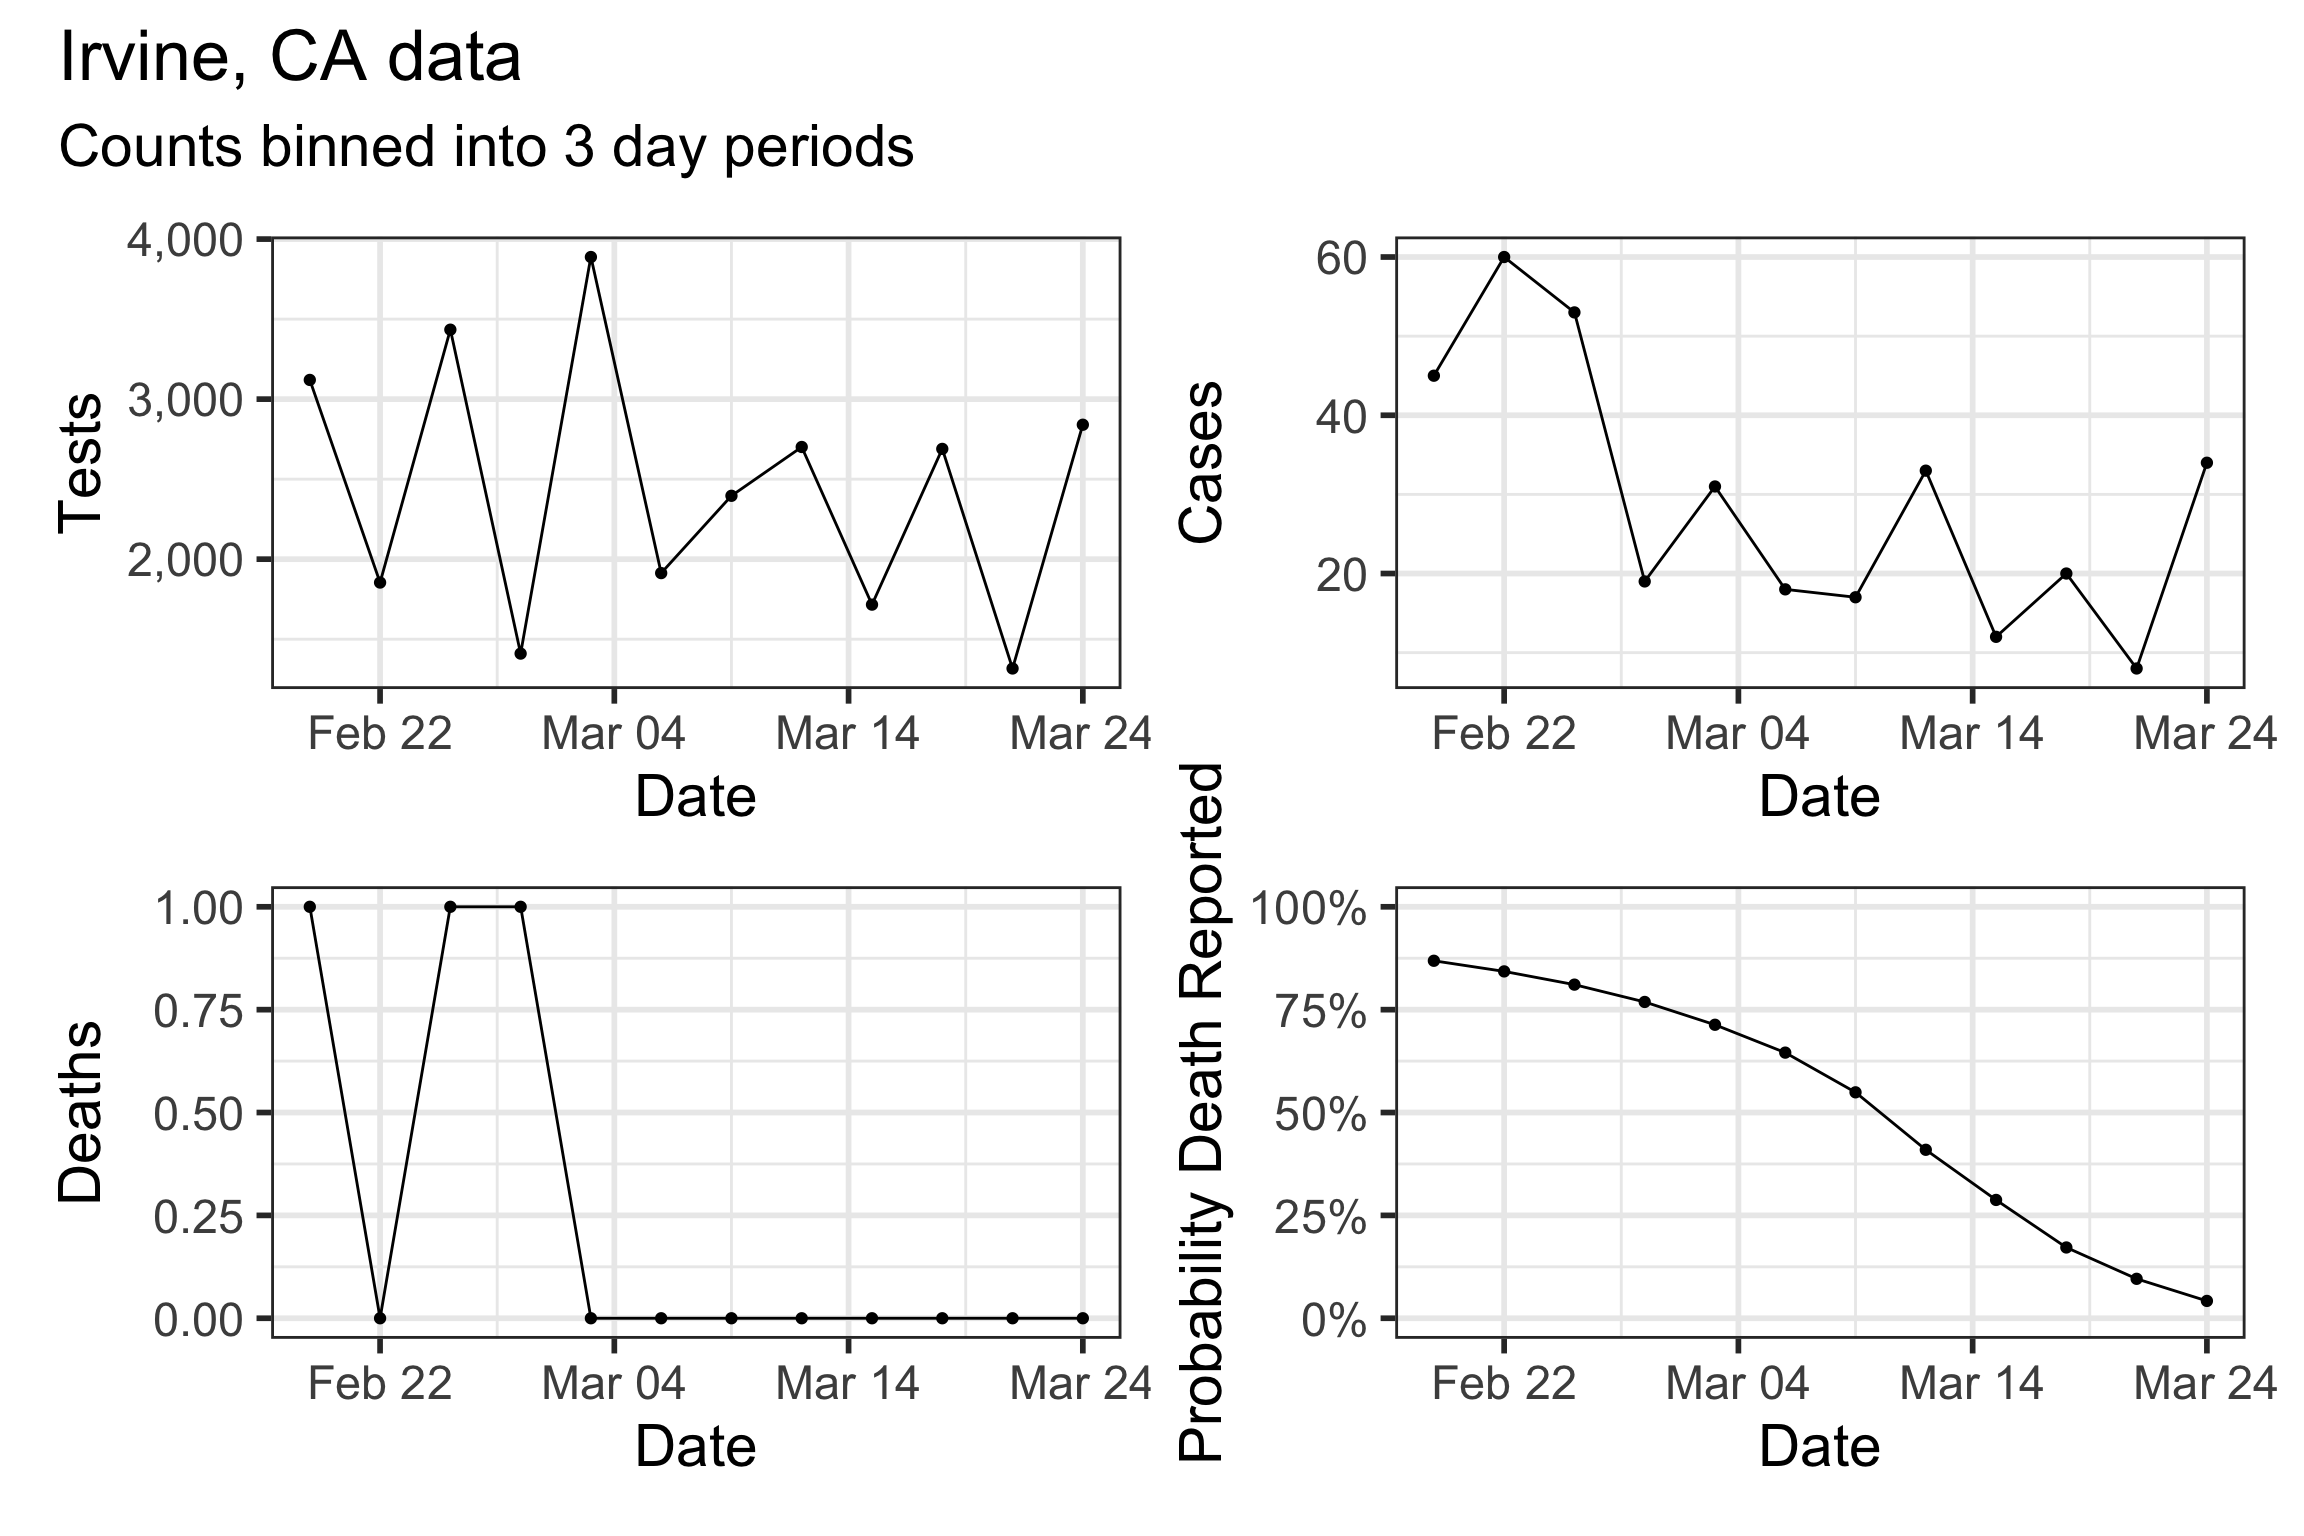 Irvine, CA data
Counts binned into 3 day periods
Tests
4,000
3,000
2,000
Feb 22 Mar 04 Mar 14 Mar 24
Date
Cases
60
40
20
Feb 22 Mar 04 Mar 14 Mar 24
Date
Deaths
1.00
0.75
0.50
0.25
0.00
Feb 22 Mar 04 Mar 14 Mar 24
Date
Probability Death Reported
100%
75%
50%
25%
0%
Feb 22 Mar 04 Mar 14 Mar 24
Date